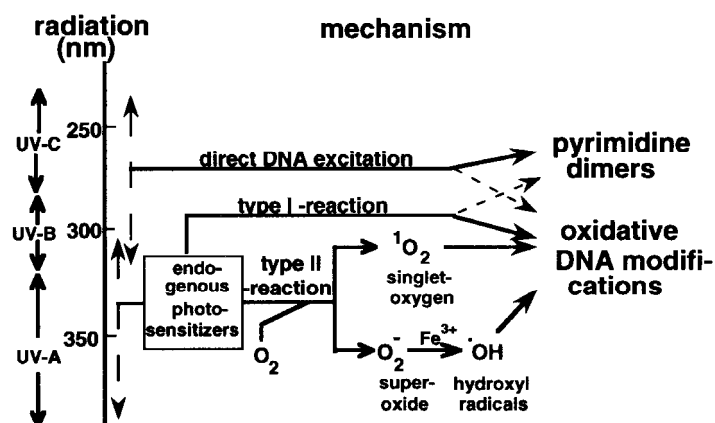 radiation
(nm)
mechanism
250
UV-C
direct DNA excitation
pyrimidine
dimers
type I -reaction
300
UV-B
oxidative
DNA modifi-
cations
endo-
genous
photo-
sensitizers
type II
-reaction
¹O₂
singlet-
oxygen
350
UV-A
O₂
O₂⁻
Fe³⁺
·OH
super-
oxide
hydroxyl
radicals